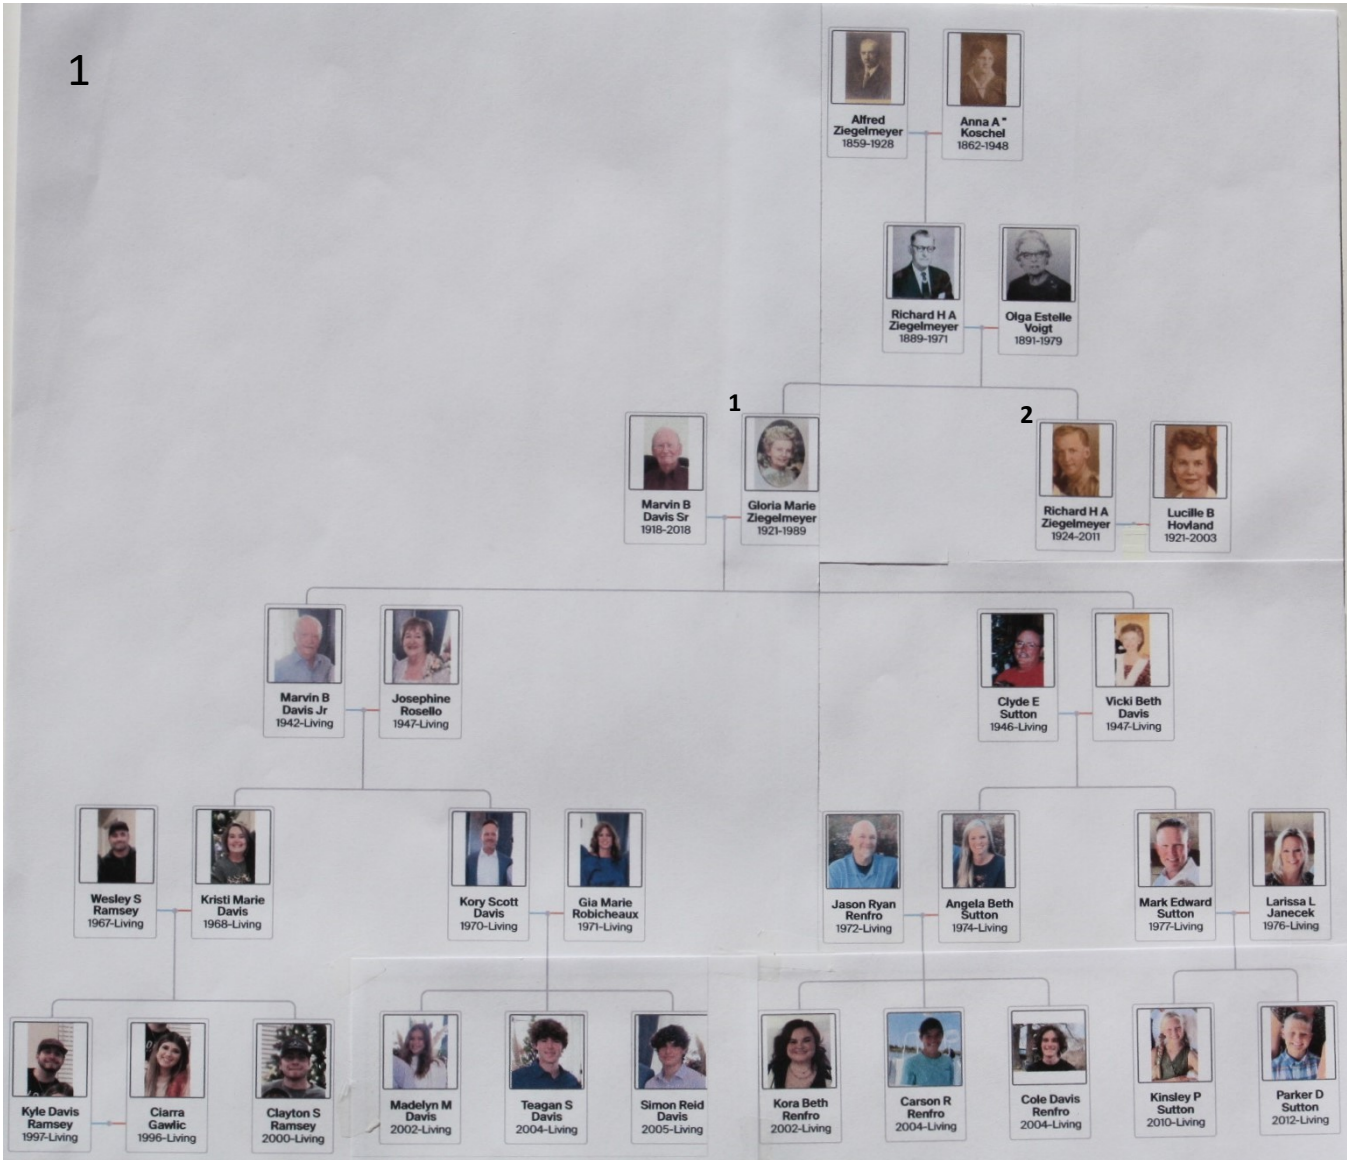 1
Alfred
Ziegelmeyer
1859-1928
Anna A "
Koschel
1862-1948
Richard H A
Ziegelmeyer
1889-1971
Olga Estelle
Voigt
1891-1979
1
2
Marvin B
Davis Sr
1918-2018
Gloria Marie
Ziegelmeyer
1921-1989
Richard H A
Ziegelmeyer
1924-2011
Lucille B
Hovland
1921-2003
Marvin B
Davis Jr
1942-Living
Josephine
Rosello
1947-Living
Clyde E
Sutton
1946-Living
Vicki Beth
Davis
1947-Living
Wesley S
Ramsey
1967-Living
Kristi Marie
Davis
1968-Living
Kory Scott
Davis
1970-Living
Gia Marie
Robicheaux
1971-Living
Jason Ryan
Renfro
1972-Living
Angela Beth
Sutton
1974-Living
Mark Edward
Sutton
1977-Living
Larissa L
Janecek
1976-Living
Kyle Davis
Ramsey
1997-Living
Ciarra
Gawlic
1996-Living
Clayton S
Ramsey
2000-Living
Madelyn M
Davis
2002-Living
Teagan S
Davis
2004-Living
Simon Reid
Davis
2005-Living
Kora Beth
Renfro
2002-Living
Carson R
Renfro
2004-Living
Cole Davis
Renfro
2004-Living
Kinsley P
Sutton
2010-Living
Parker D
Sutton
2012-Living